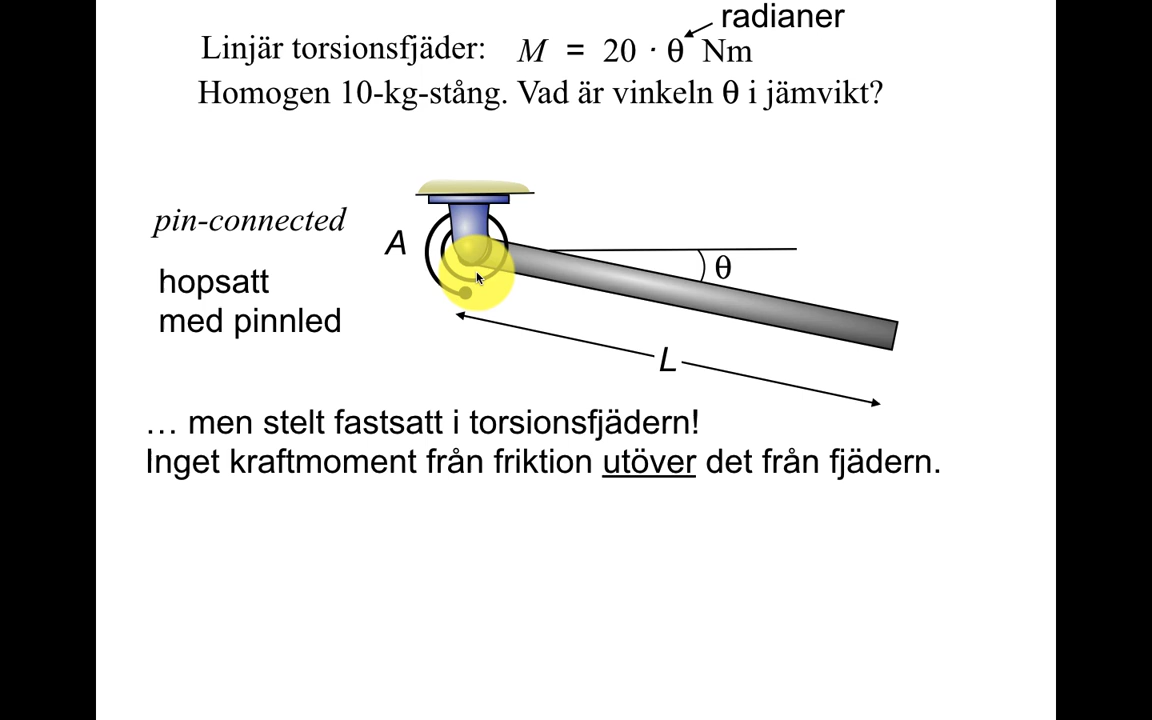 radianer
Linjär torsionsfjäder: M = 20 · θ Nm
Homogen 10-kg-stång. Vad är vinkeln θ i jämvikt?
pin-connected
A
θ
hopsatt
med pinnled
L
… men stelt fastsatt i torsionsfjädern!
Inget kraftmoment från friktion utöver det från fjädern.